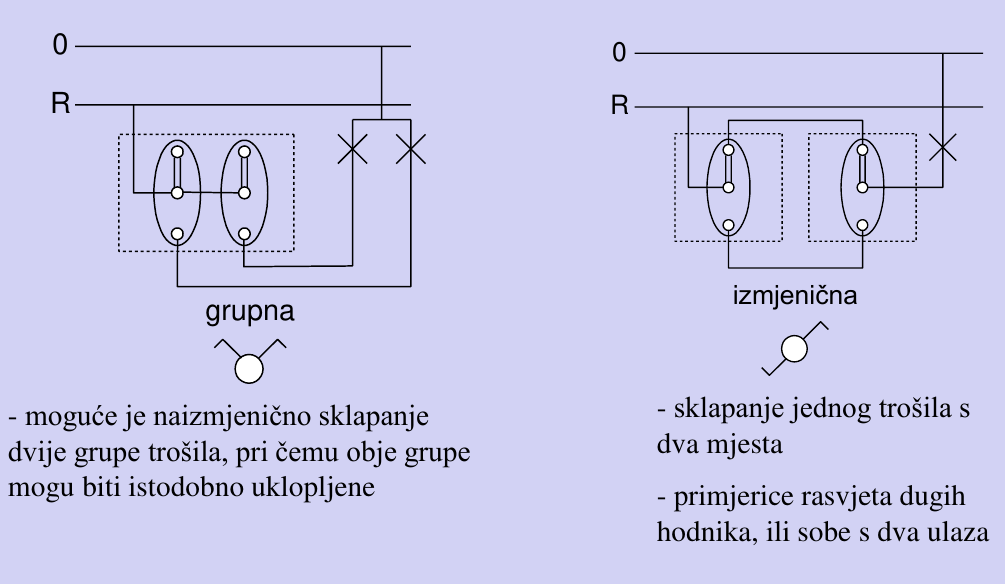 0
R
grupna
- moguće je naizmjenično sklapanje
dvije grupe trošila, pri čemu obje grupe
mogu biti istodobno uklopljene
0
R
izmjenična
- sklapanje jednog trošila s
dva mjesta
- primjerice rasvjeta dugih
hodnika, ili sobe s dva ulaza